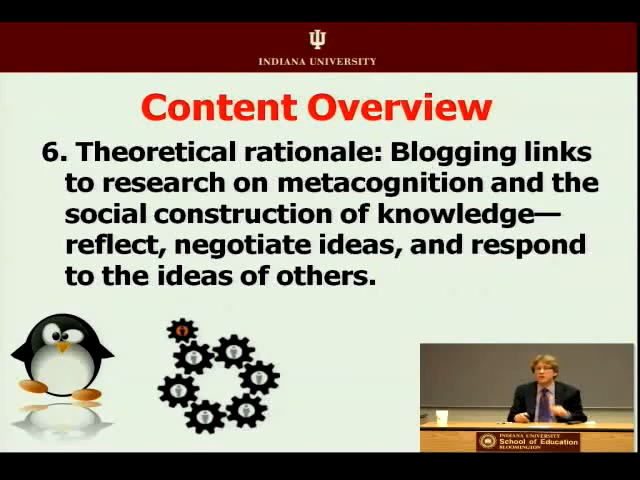 INDIANA UNIVERSITY
Content Overview
6. Theoretical rationale: Blogging links
to research on metacognition and the
social construction of knowledge—
reflect, negotiate ideas, and respond
to the ideas of others.
INDIANA UNIVERSITY
School of Education
BLOOMINGTON